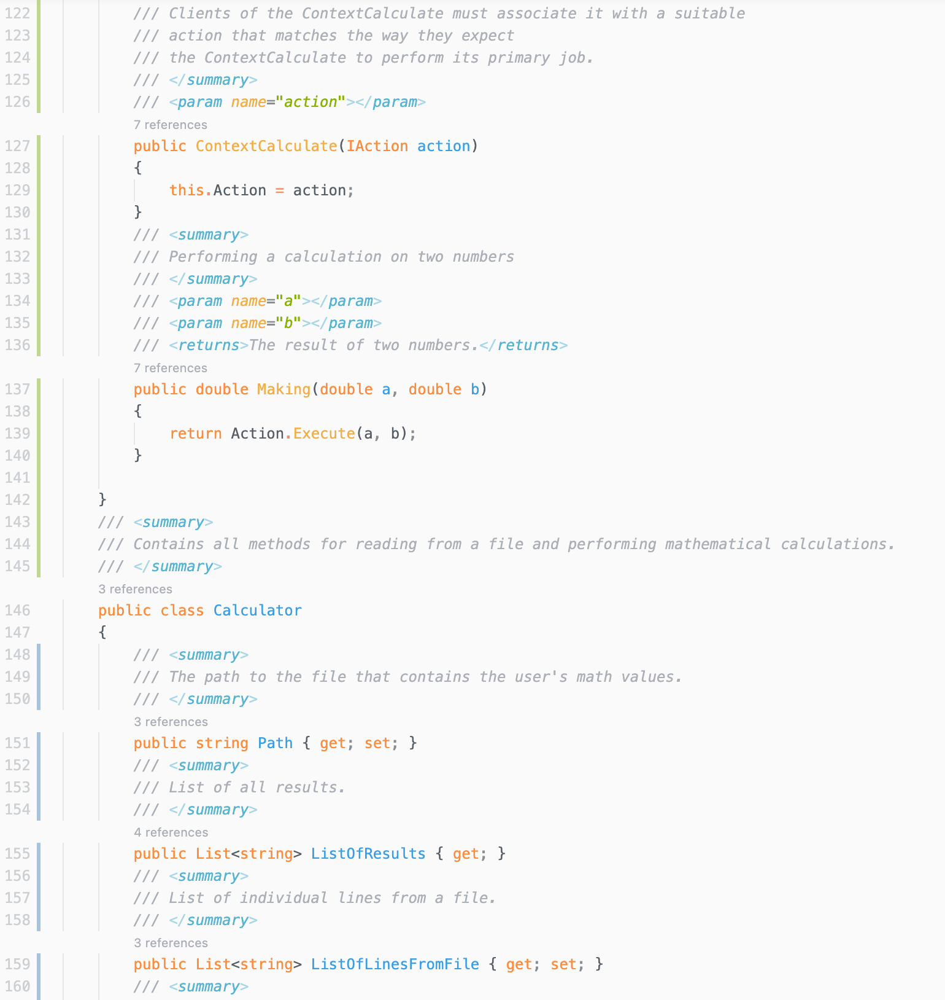 122 /// Clients of the ContextCalculate must associate it with a suitable
123 /// action that matches the way they expect
124 /// the ContextCalculate to perform its primary job.
125 /// </summary>
126 /// <param name="action"></param>
7 references
127 public ContextCalculate(IAction action)
128 {
129 this.Action = action;
130 }
131 /// <summary>
132 /// Performing a calculation on two numbers
133 /// </summary>
134 /// <param name="a"></param>
135 /// <param name="b"></param>
136 /// <returns>The result of two numbers.</returns>
7 references
137 public double Making(double a, double b)
138 {
139 return Action.Execute(a, b);
140 }
141
142 }
143 /// <summary>
144 /// Contains all methods for reading from a file and performing mathematical calculations.
145 /// </summary>
3 references
146 public class Calculator
147 {
148 /// <summary>
149 /// The path to the file that contains the user's math values.
150 /// </summary>
3 references
151 public string Path { get; set; }
152 /// <summary>
153 /// List of all results.
154 /// </summary>
4 references
155 public List<string> ListOfResults { get; }
156 /// <summary>
157 /// List of individual lines from a file.
158 /// </summary>
3 references
159 public List<string> ListOfLinesFromFile { get; set; }
160 /// <summary>